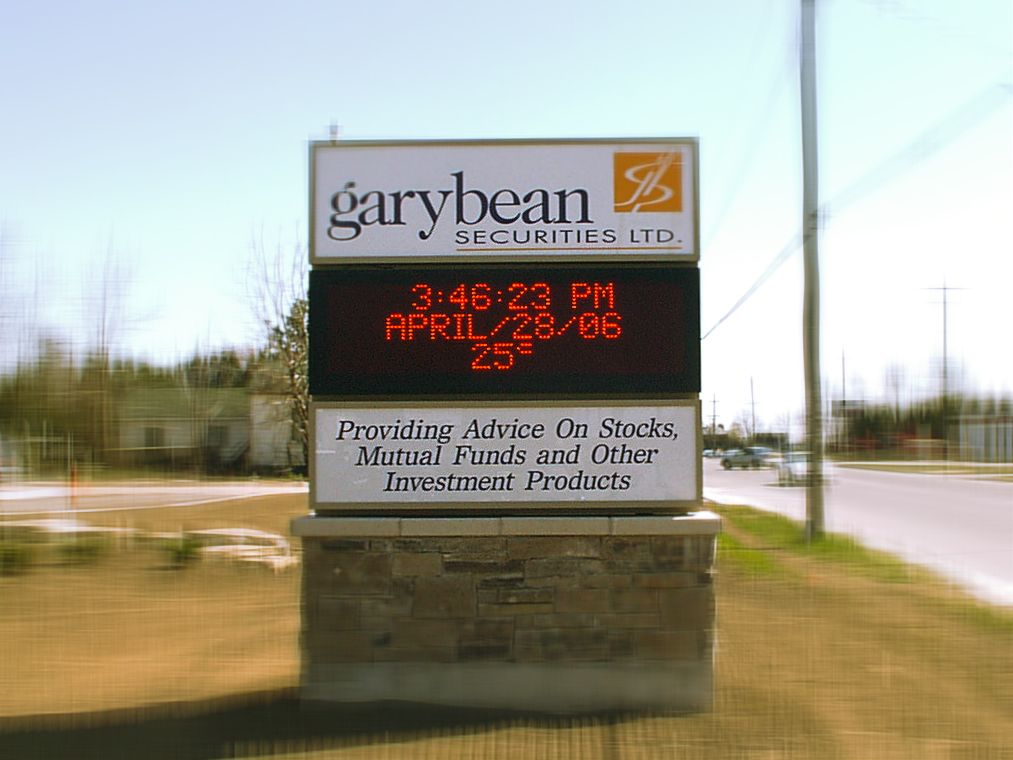 garybean
SECURITIES LTD.
3:46:23 PM
APRIL/28/06
25°
Providing Advice On Stocks,
Mutual Funds and Other
Investment Products